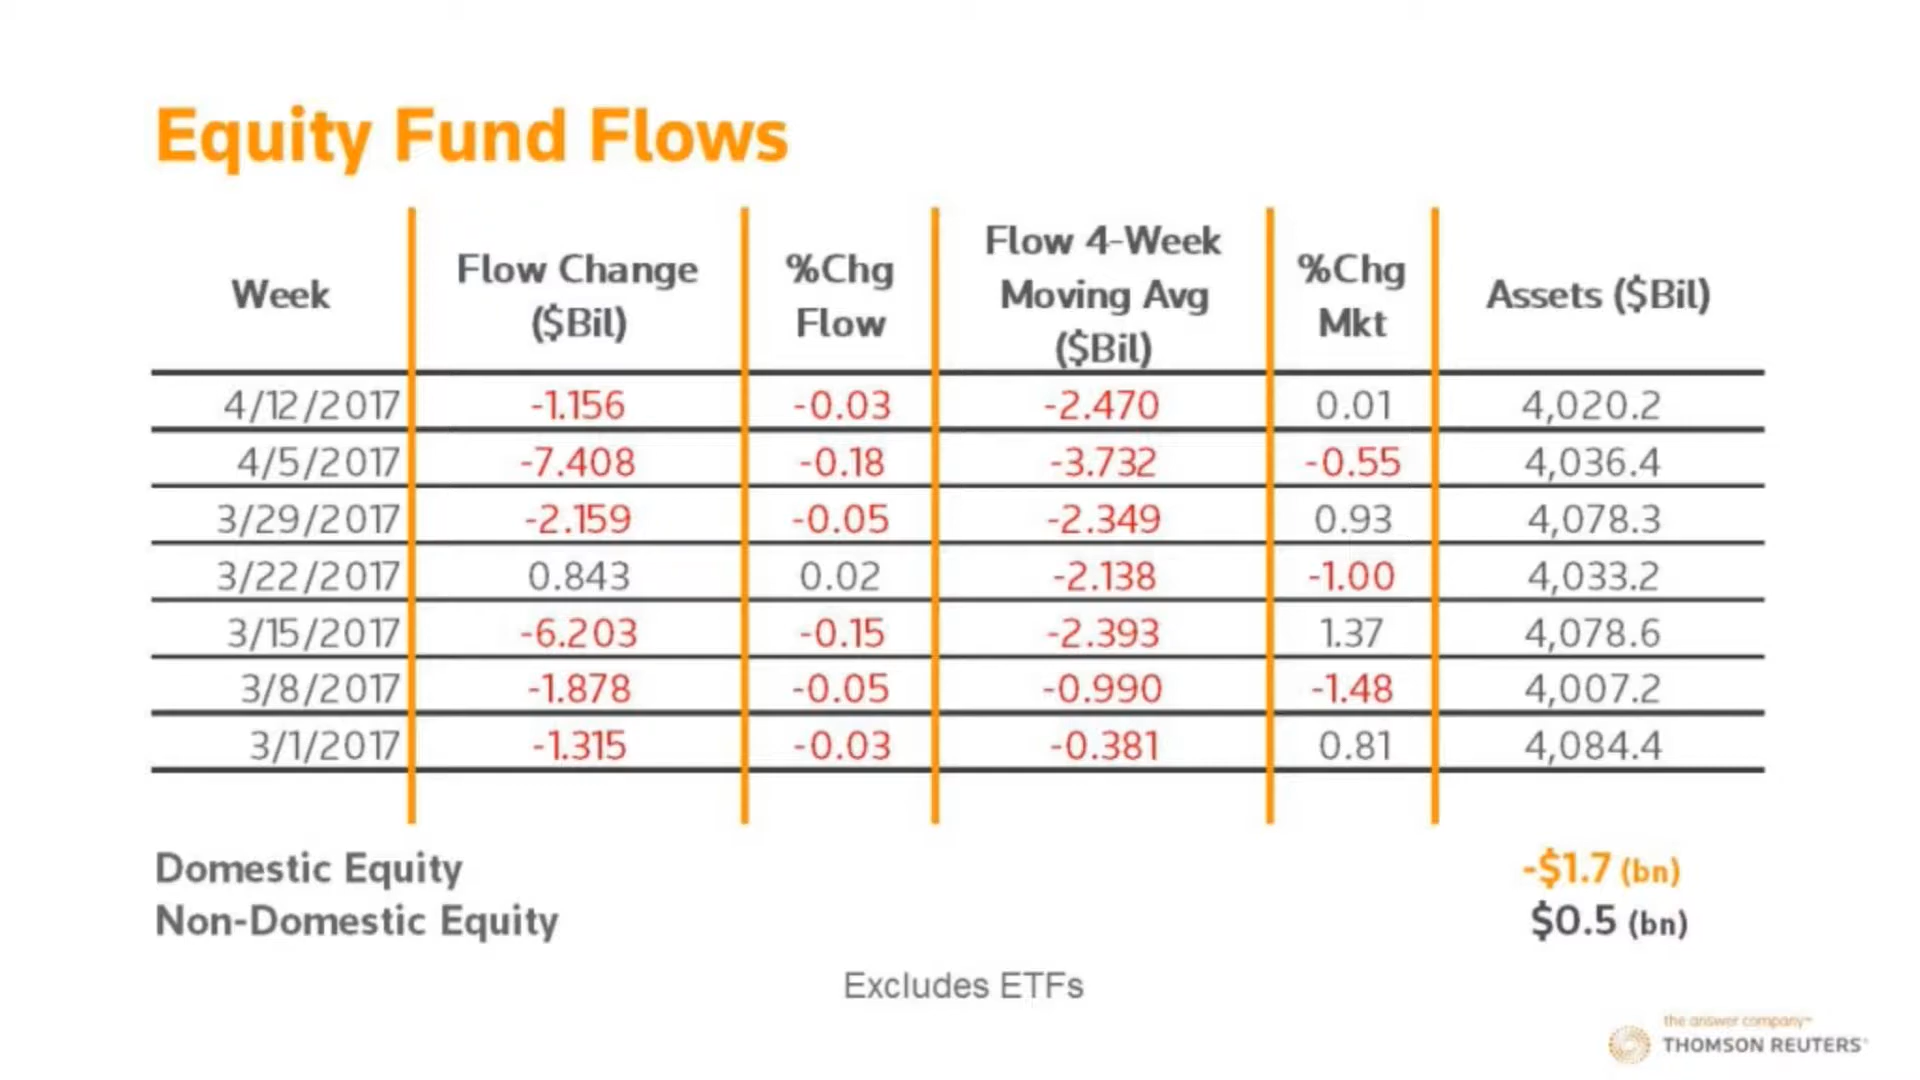 Equity Fund Flows
Week Flow Change ($Bil) %Chg Flow Flow 4-Week Moving Avg ($Bil) %Chg Mkt Assets ($Bil)
4/12/2017 -1.156 -0.03 -2.470 0.01 4,020.2
4/5/2017 -7.408 -0.18 -3.732 -0.55 4,036.4
3/29/2017 -2.159 -0.05 -2.349 0.93 4,078.3
3/22/2017 0.843 0.02 -2.138 -1.00 4,033.2
3/15/2017 -6.203 -0.15 -2.393 1.37 4,078.6
3/8/2017 -1.878 -0.05 -0.990 -1.48 4,007.2
3/1/2017 -1.315 -0.03 -0.381 0.81 4,084.4
Domestic Equity -$1.7 (bn)
Non-Domestic Equity $0.5 (bn)
Excludes ETFs
the answer company™
THOMSON REUTERS®